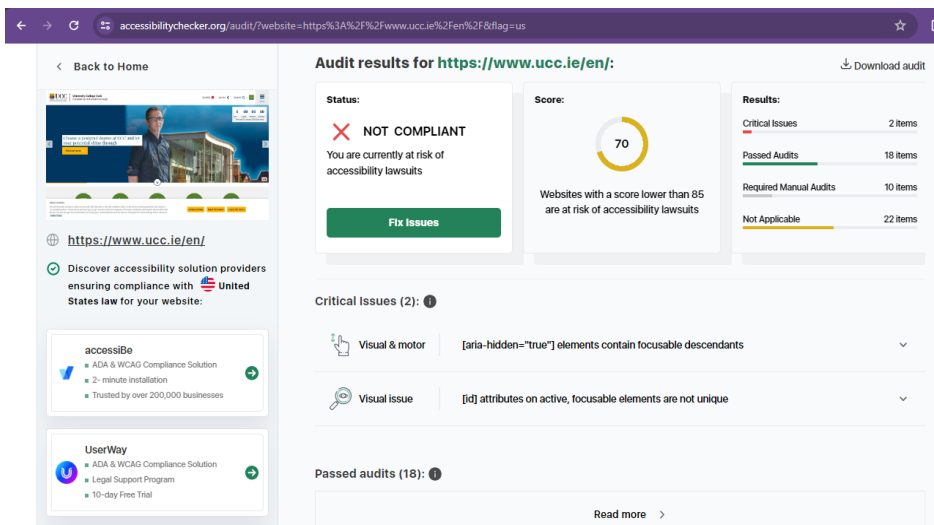 accessibilitychecker.org/audit/?website=https%3A%2F%2Fwww.ucc.ie%2Fen%2F&flag=us
Back to Home
UCC
https://www.ucc.ie/en/
Discover accessibility solution providers
ensuring compliance with United
States law for your website:
accessiBe
ADA & WCAG Compliance Solution
2- minute installation
Trusted by over 200,000 businesses
UserWay
ADA & WCAG Compliance Solution
Legal Support Program
10-day Free Trial
Audit results for https://www.ucc.ie/en/:
Download audit
Status:
NOT COMPLIANT
You are currently at risk of
accessibility lawsuits
Fix Issues
Score:
70
Websites with a score lower than 85
are at risk of accessibility lawsuits
Results:
Critical Issues 2 items
Passed Audits 18 items
Required Manual Audits 10 items
Not Applicable 22 items
Critical Issues (2):
Visual & motor [aria-hidden="true"] elements contain focusable descendants
Visual issue [id] attributes on active, focusable elements are not unique
Passed audits (18):
Read more